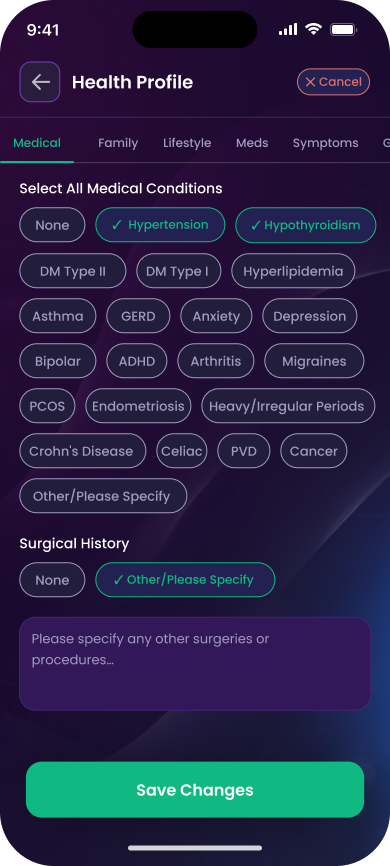 9:41
Health Profile
Cancel
Medical Family Lifestyle Meds Symptoms G
Select All Medical Conditions
None ✓ Hypertension ✓ Hypothyroidism
DM Type II DM Type I Hyperlipidemia
Asthma GERD Anxiety Depression
Bipolar ADHD Arthritis Migraines
PCOS Endometriosis Heavy/Irregular Periods
Crohn's Disease Celiac PVD Cancer
Other/Please Specify
Surgical History
None ✓ Other/Please Specify
Please specify any other surgeries or
procedures...
Save Changes